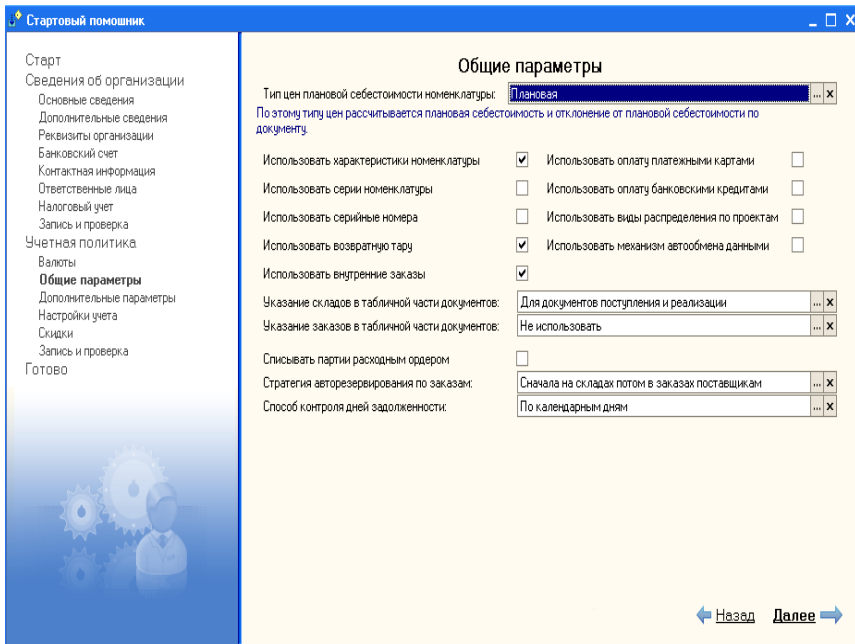 Стартовый помошник
Старт
Сведения об организации
Основные сведения
Дополнительные сведения
Реквизиты организации
Банковский счет
Контактная информация
Ответственные лица
Налоговый учет
Запись и проверка
Учетная политика
Валюты
Общие параметры
Дополнительные параметры
Настройки учета
Скидки
Запись и проверка
Готово
Общие параметры
Тип цен плановой себестоимости номенклатуры: Плановая ... x
По этому типу цен рассчитывается плановая себестоимость и отклонение от плановой себестоимости по
документу.
Использовать характеристики номенклатуры Использовать оплату платежными картами
Использовать серии номенклатуры Использовать оплату банковскими кредитами
Использовать серийные номера Использовать виды распределения по проектам
Использовать возвратную тару Использовать механизм автообмена данными
Использовать внутренние заказы
Указание складов в табличной части документов: Для документов поступления и реализации ... x
Указание заказов в табличной части документов: Не использовать ... x
Списывать партии расходным ордером
Стратегия авторезервирования по заказам: Сначала на складах потом в заказах поставщикам ... x
Способ контроля дней задолженности: По календарным дням ... x
Назад Далее